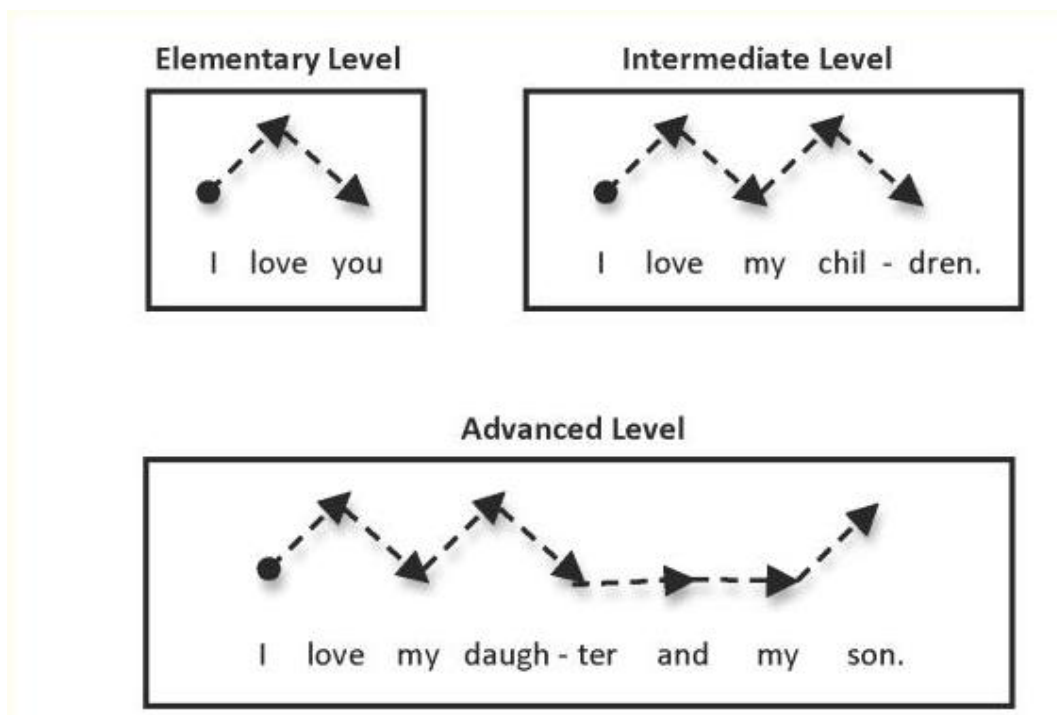 Elementary Level
I love you
Intermediate Level
I love my chil - dren.
Advanced Level
I love my daugh - ter and my son.